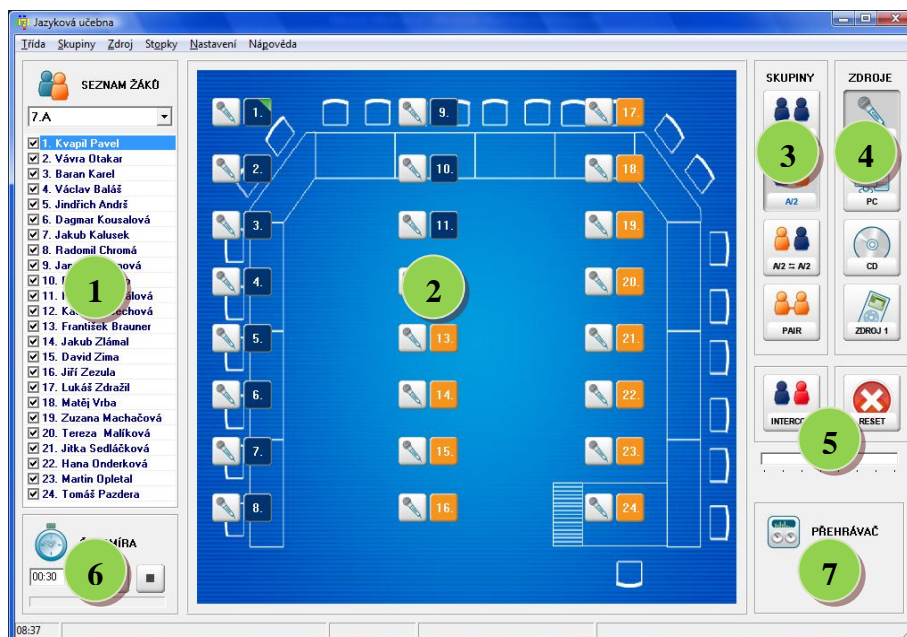 Jazyková učebna
Třída Skupiny Zdroj Stopky Nastavení Nápověda
SEZNAM ŽÁKŮ
7.A
1. Kvapil Pavel
2. Vávra Otakar
3. Baran Karel
4. Václav Baláš
5. Jindřich Andrš
6. Dagmar Kousalová
7. Jakub Kalusek
8. Radomil Chromá
9.
10.
11.
12.
13. František Brauner
14. Jakub Zlámal
15. David Zima
16. Jiří Zezula
17. Lukáš Zdražil
18. Matěj Vrba
19. Zuzana Machačová
20. Tereza Malíková
21. Jitka Sedláčková
22. Hana Onderková
23. Martin Opletal
24. Tomáš Pazdera
1
00:30
6
08:37
1. 9. 17.
2. 10. 18.
3. 11. 19.
4. 20.
2
5. 13. 21.
6. 14. 22.
7. 15. 23.
8. 16. 24.
SKUPINY
3
A/2
A/2 ⇆ A/2
PAIR
ZDROJE
4
PC
CD
ZDROJ 1
RESET
5
PŘEHRÁVAČ
7